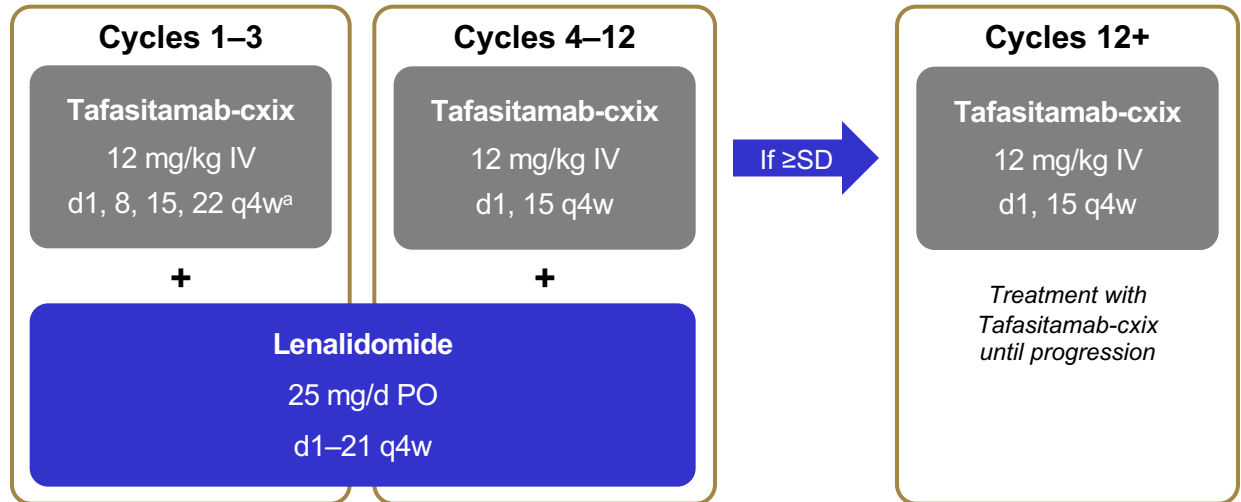 Cycles 1–3
Tafasitamab-cxix
12 mg/kg IV
d1, 8, 15, 22 q4wᵃ
+
Cycles 4–12
Tafasitamab-cxix
12 mg/kg IV
d1, 15 q4w
+
Lenalidomide
25 mg/d PO
d1–21 q4w
If ≥SD
Cycles 12+
Tafasitamab-cxix
12 mg/kg IV
d1, 15 q4w
Treatment with
Tafasitamab-cxix
until progression